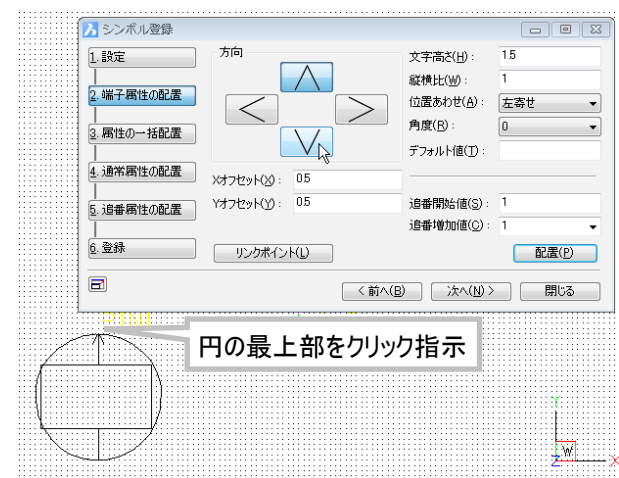 シンボル登録
1. 設定
2. 端子属性の配置
3. 属性の一括配置
4. 通常属性の配置
5. 追番属性の配置
6. 登録
方向
Xオフセット(X): 0.5
Yオフセット(Y): 0.5
リンクポイント(L)
文字高さ(H): 1.5
縦横比(W): 1
位置あわせ(A): 左寄せ
角度(R): 0
デフォルト値(T):
追番開始値(S): 1
追番増加値(C): 1
配置(P)
< 前へ(B)
次へ(N) >
閉じる
円の最上部をクリック指示
Y
W
Z
X